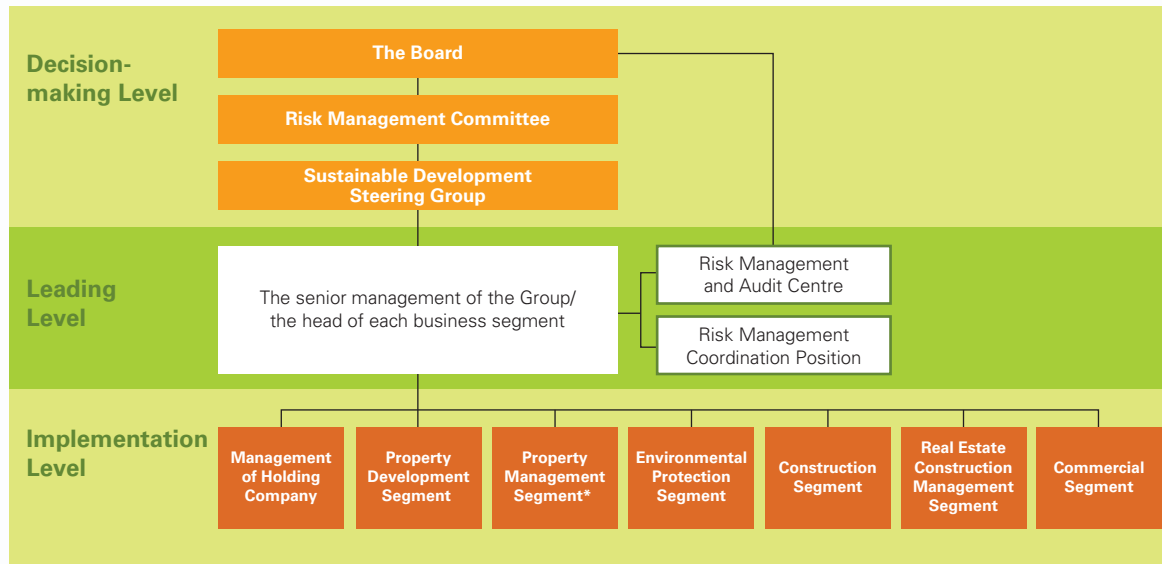 Decision-
making Level
The Board
Risk Management Committee
Sustainable Development
Steering Group
Leading
Level
The senior management of the Group/
the head of each business segment
Risk Management
and Audit Centre
Risk Management
Coordination Position
Implementation
Level
Management
of Holding
Company
Property
Development
Segment
Property
Management
Segment*
Environmental
Protection
Segment
Construction
Segment
Real Estate
Construction
Management
Segment
Commercial
Segment